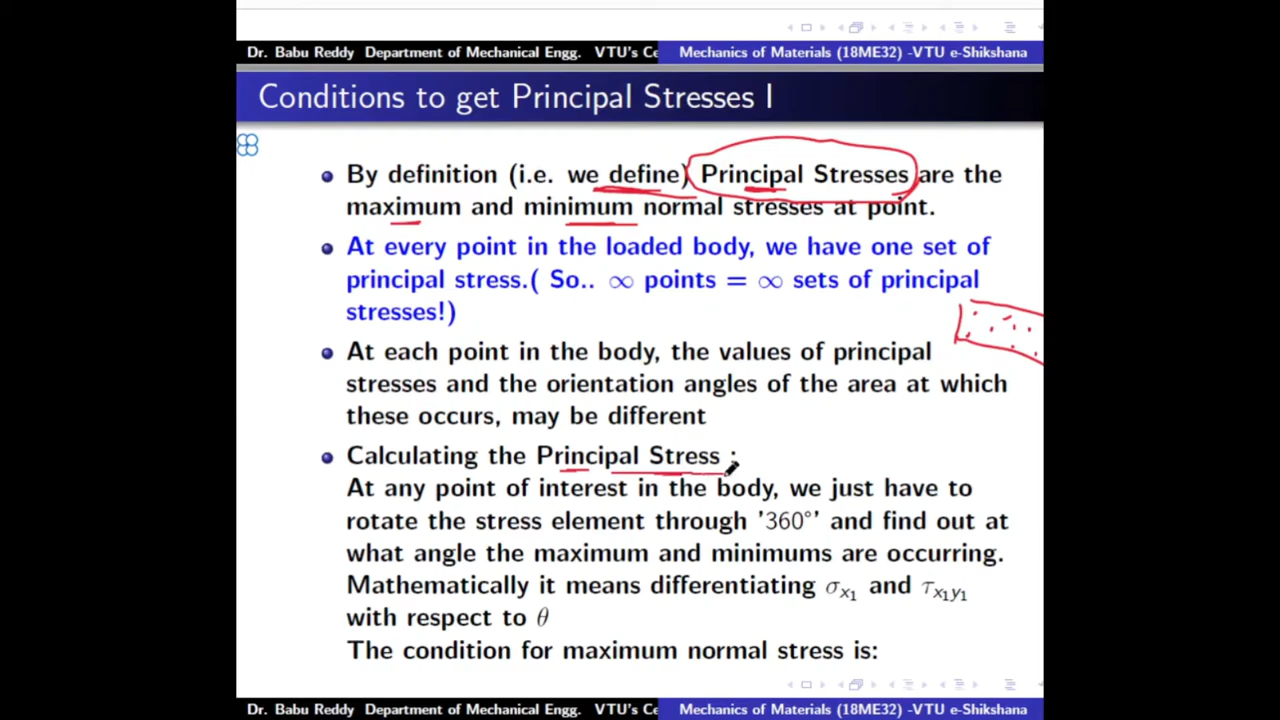 Dr. Babu Reddy Department of Mechanical Engg. VTU's Ce Mechanics of Materials (18ME32) -VTU e-Shikshana
Conditions to get Principal Stresses I
By definition (i.e. we define) Principal Stresses are the
maximum and minimum normal stresses at point.
At every point in the loaded body, we have one set of
principal stress.( So.. ∞ points = ∞ sets of principal
stresses!)
At each point in the body, the values of principal
stresses and the orientation angles of the area at which
these occurs, may be different
Calculating the Principal Stress :
At any point of interest in the body, we just have to
rotate the stress element through '360°' and find out at
what angle the maximum and minimums are occurring.
Mathematically it means differentiating σx₁ and τx₁y₁
with respect to θ
The condition for maximum normal stress is:
Dr. Babu Reddy Department of Mechanical Engg. VTU's Ce Mechanics of Materials (18ME32) -VTU e-Shikshana